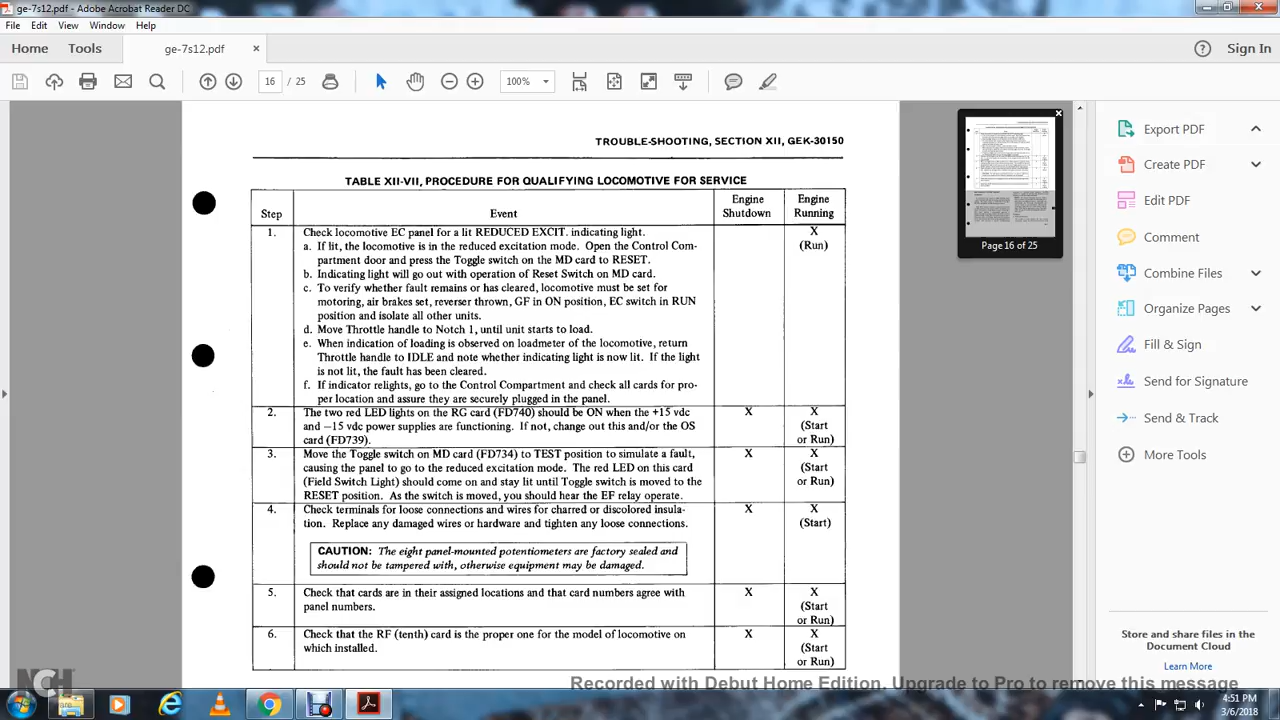 ge-7s12.pdf - Adobe Acrobat Reader DC
File Edit View Window Help
Home Tools ge-7s12.pdf × Sign In
16 / 25 100%
TROUBLE-SHOOTING, SECTION XII, GEK-30150
TABLE XII-VII, PROCEDURE FOR QUALIFYING LOCOMOTIVE FOR SERVICE
Step Event Engine Shutdown Engine Running
1. Check locomotive EC panel for a lit REDUCED EXCIT. indicating light. X
a. If lit, the locomotive is in the reduced excitation mode. Open the Control Com- (Run)
partment door and press the Toggle switch on the MD card to RESET.
b. Indicating light will go out with operation of Reset Switch on MD card.
c. To verify whether fault remains or has cleared, locomotive must be set for
motoring, air brakes set, reverser thrown, GF in ON position, EC switch in RUN
position and isolate all other units.
d. Move Throttle handle to Notch 1, until unit starts to load.
e. When indication of loading is observed on loadmeter of the locomotive, return
Throttle handle to IDLE and note whether indicating light is now lit. If the light
is not lit, the fault has been cleared.
f. If indicator relights, go to the Control Compartment and check all cards for pro-
per location and assure they are securely plugged in the panel.
2. The two red LED lights on the RG card (FD740) should be ON when the +15 vdc X X
and −15 vdc power supplies are functioning. If not, change out this and/or the OS (Start
card (FD739). or Run)
3. Move the Toggle switch on MD card (FD734) to TEST position to simulate a fault, X X
causing the panel to go to the reduced excitation mode. The red LED on this card (Start
(Field Switch Light) should come on and stay lit until Toggle switch is moved to the or Run)
RESET position. As the switch is moved, you should hear the EF relay operate.
4. Check terminals for loose connections and wires for charred or discolored insula- X X
tion. Replace any damaged wires or hardware and tighten any loose connections. (Start)
CAUTION: The eight panel-mounted potentiometers are factory sealed and
should not be tampered with, otherwise equipment may be damaged.
5. Check that cards are in their assigned locations and that card numbers agree with X X
panel numbers. (Start
or Run)
6. Check that the RF (tenth) card is the proper one for the model of locomotive on X X
which installed. (Start
or Run)
Page 16 of 25
Export PDF
Create PDF
Edit PDF
Comment
Combine Files
Organize Pages
Fill & Sign
Send for Signature
Send & Track
More Tools
Store and share files in the
Document Cloud
Learn More
NCH
Recorded with Debut Home Edition. Upgrade to Pro to remove this message
4:51 PM
3/6/2018